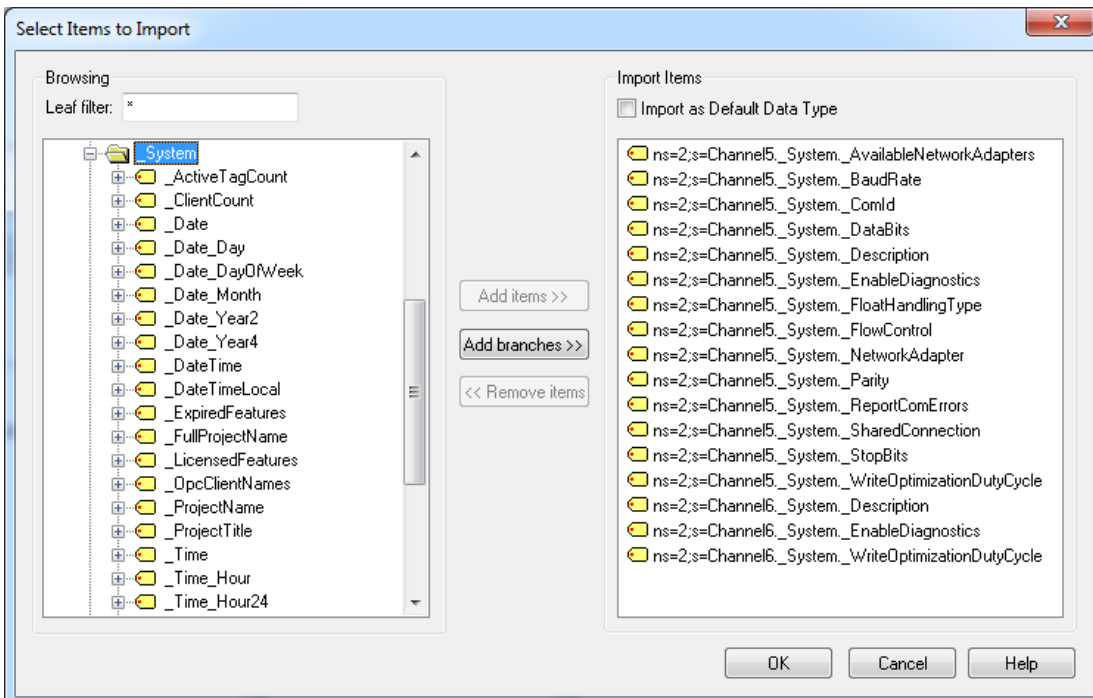 Select Items to Import
Browsing
Leaf filter: *
_System
_ActiveTagCount
_ClientCount
_Date
_Date_Day
_Date_DayOfWeek
_Date_Month
_Date_Year2
_Date_Year4
_DateTime
_DateTimeLocal
_ExpiredFeatures
_FullProjectName
_LicensedFeatures
_OpcClientNames
_ProjectName
_ProjectTitle
_Time
_Time_Hour
_Time_Hour24
Add items >>
Add branches >>
<< Remove items
Import Items
Import as Default Data Type
ns=2;s=Channel5._System._AvailableNetworkAdapters
ns=2;s=Channel5._System._BaudRate
ns=2;s=Channel5._System._ComId
ns=2;s=Channel5._System._DataBits
ns=2;s=Channel5._System._Description
ns=2;s=Channel5._System._EnableDiagnostics
ns=2;s=Channel5._System._FloatHandlingType
ns=2;s=Channel5._System._FlowControl
ns=2;s=Channel5._System._NetworkAdapter
ns=2;s=Channel5._System._Parity
ns=2;s=Channel5._System._ReportComErrors
ns=2;s=Channel5._System._SharedConnection
ns=2;s=Channel5._System._StopBits
ns=2;s=Channel5._System._WriteOptimizationDutyCycle
ns=2;s=Channel6._System._Description
ns=2;s=Channel6._System._EnableDiagnostics
ns=2;s=Channel6._System._WriteOptimizationDutyCycle
OK
Cancel
Help